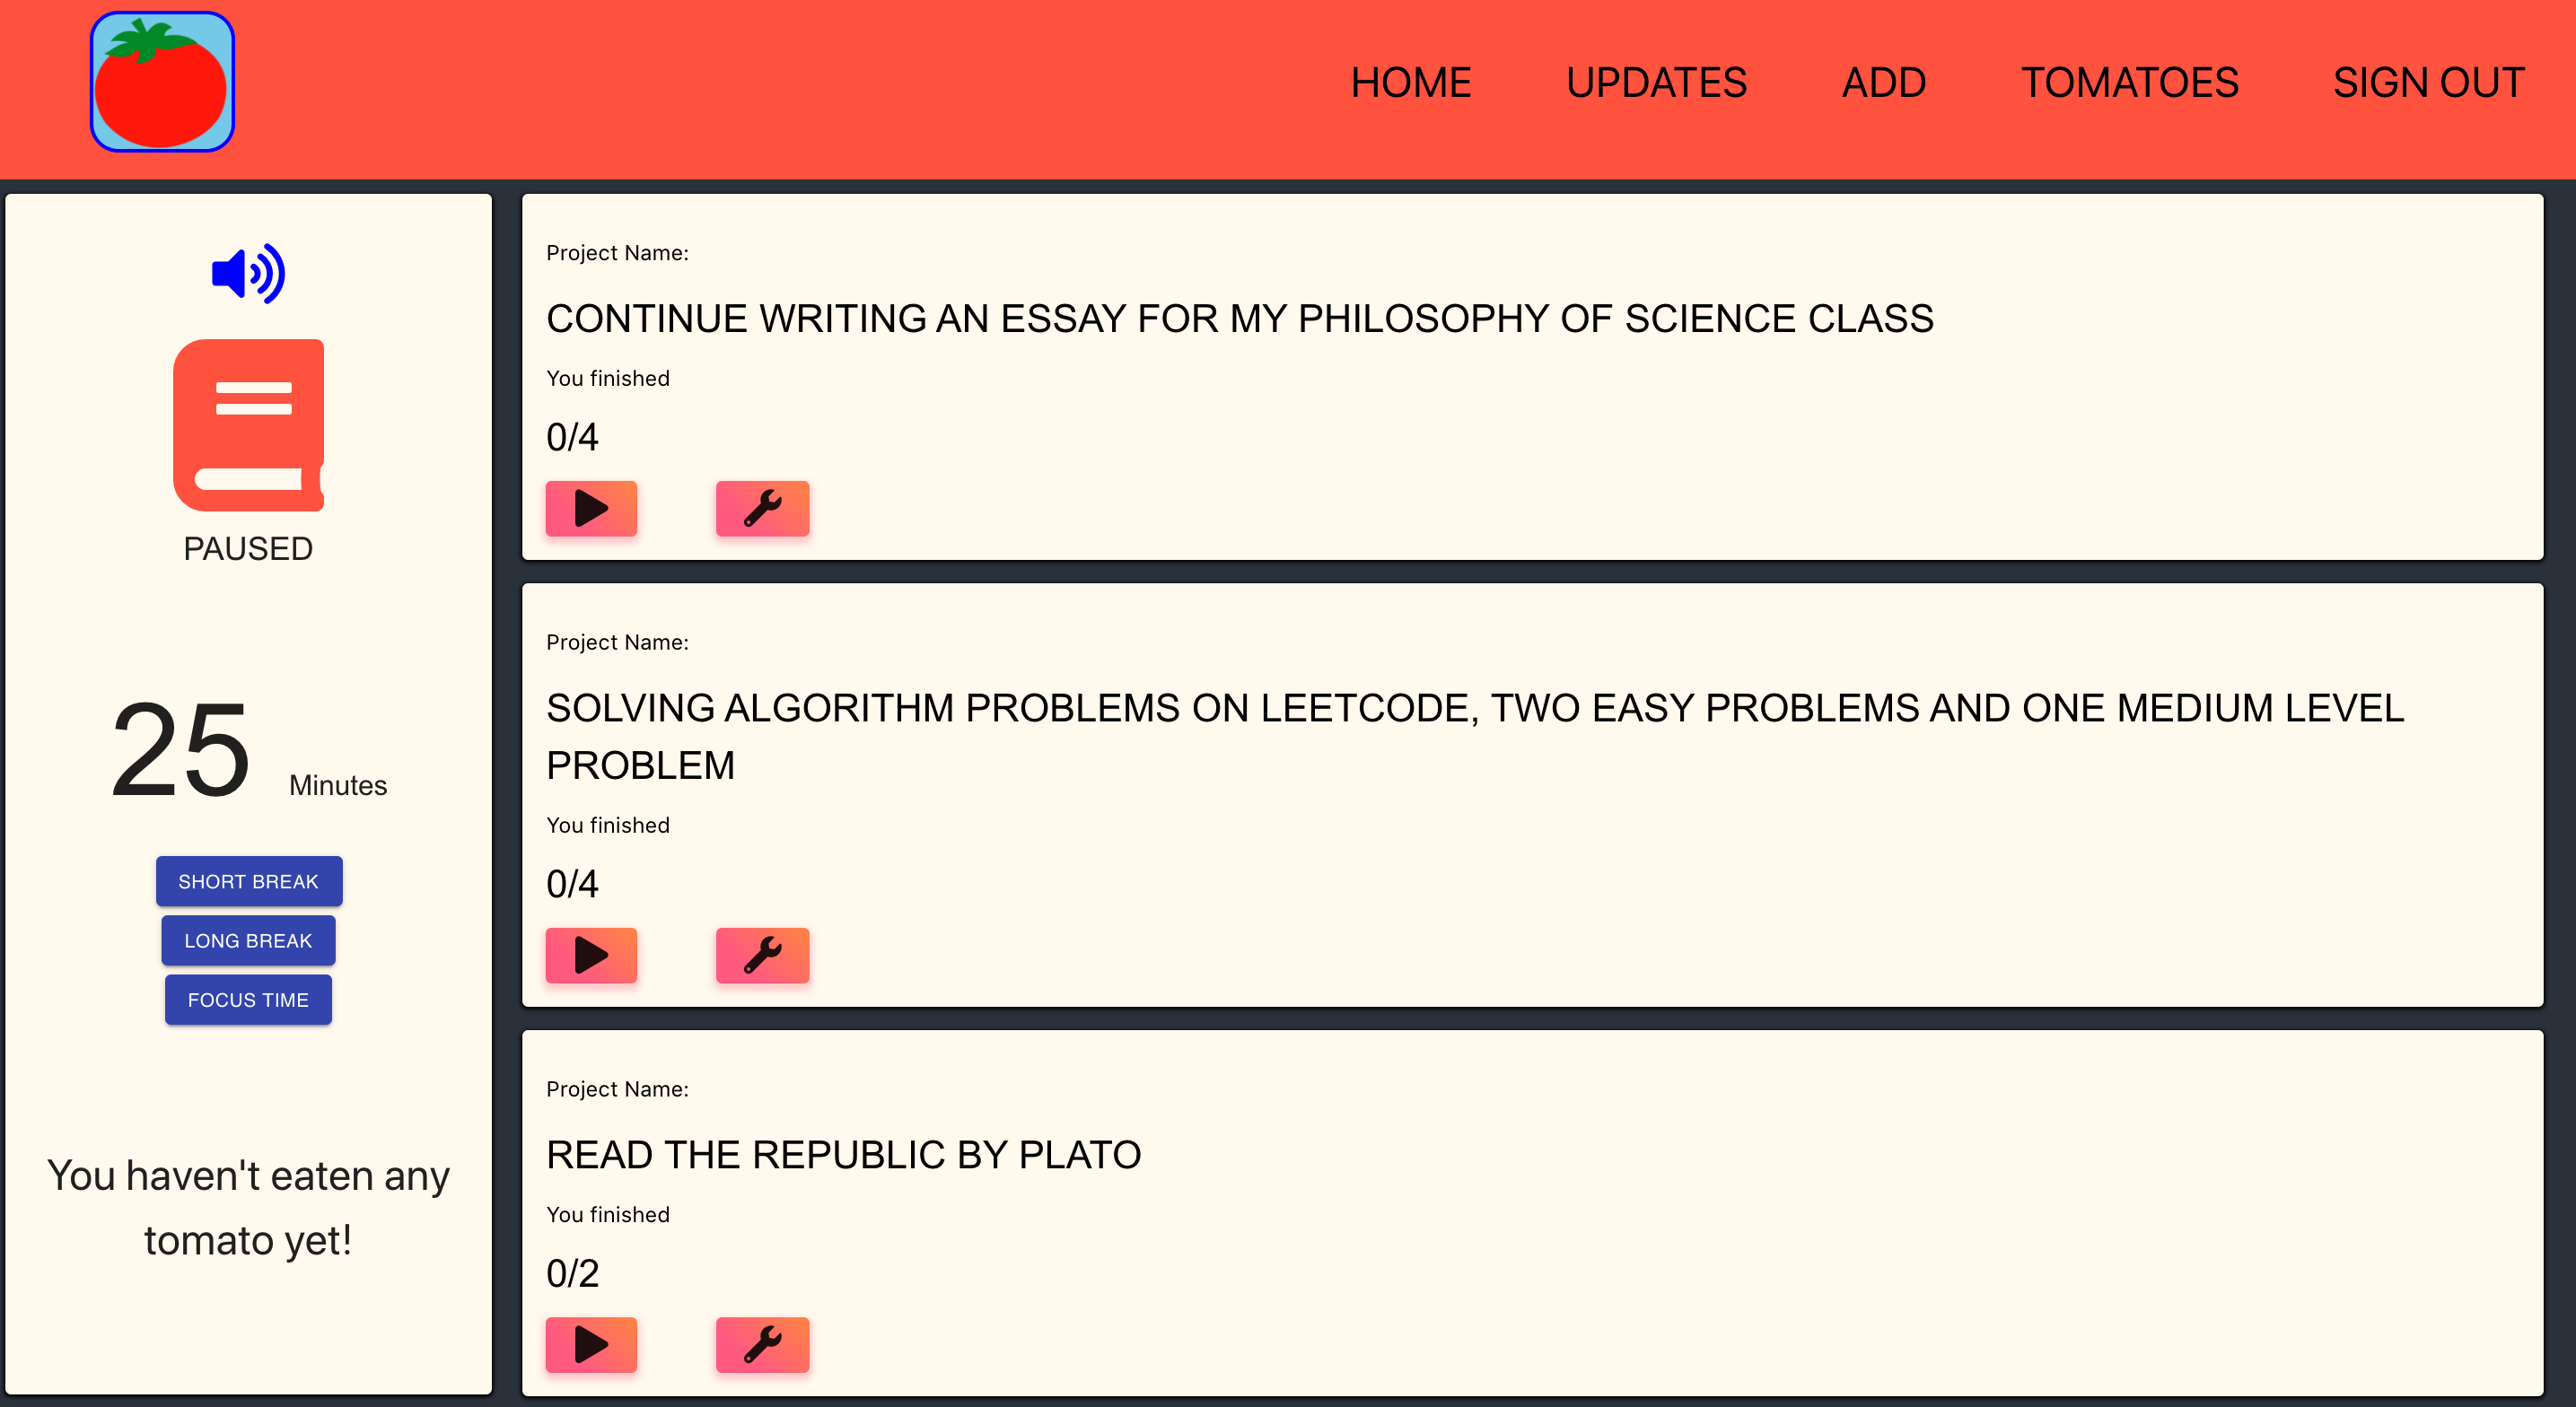 HOME UPDATES ADD TOMATOES SIGN OUT
PAUSED
25 Minutes
SHORT BREAK
LONG BREAK
FOCUS TIME
You haven't eaten any
tomato yet!
Project Name:
CONTINUE WRITING AN ESSAY FOR MY PHILOSOPHY OF SCIENCE CLASS
You finished
0/4
Project Name:
SOLVING ALGORITHM PROBLEMS ON LEETCODE, TWO EASY PROBLEMS AND ONE MEDIUM LEVEL
PROBLEM
You finished
0/4
Project Name:
READ THE REPUBLIC BY PLATO
You finished
0/2